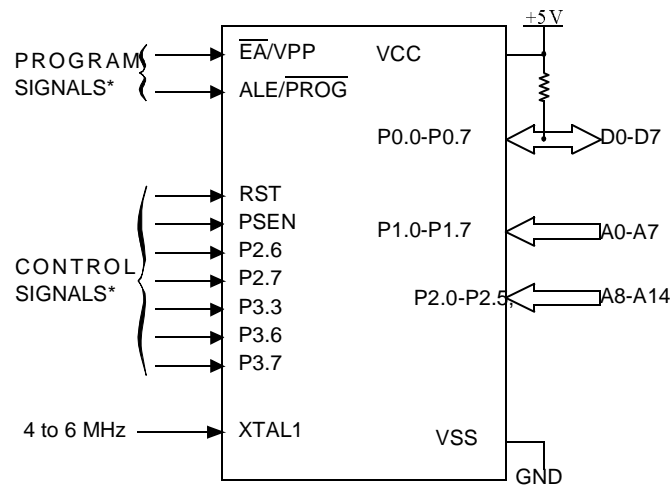 +5V
PROGRAM
SIGNALS*
EA/VPP
ALE/PROG
VCC
P0.0-P0.7
D0-D7
CONTROL
SIGNALS*
RST
PSEN
P2.6
P2.7
P3.3
P3.6
P3.7
P1.0-P1.7
A0-A7
P2.0-P2.5,
A8-A14
4 to 6 MHz
XTAL1
VSS
GND